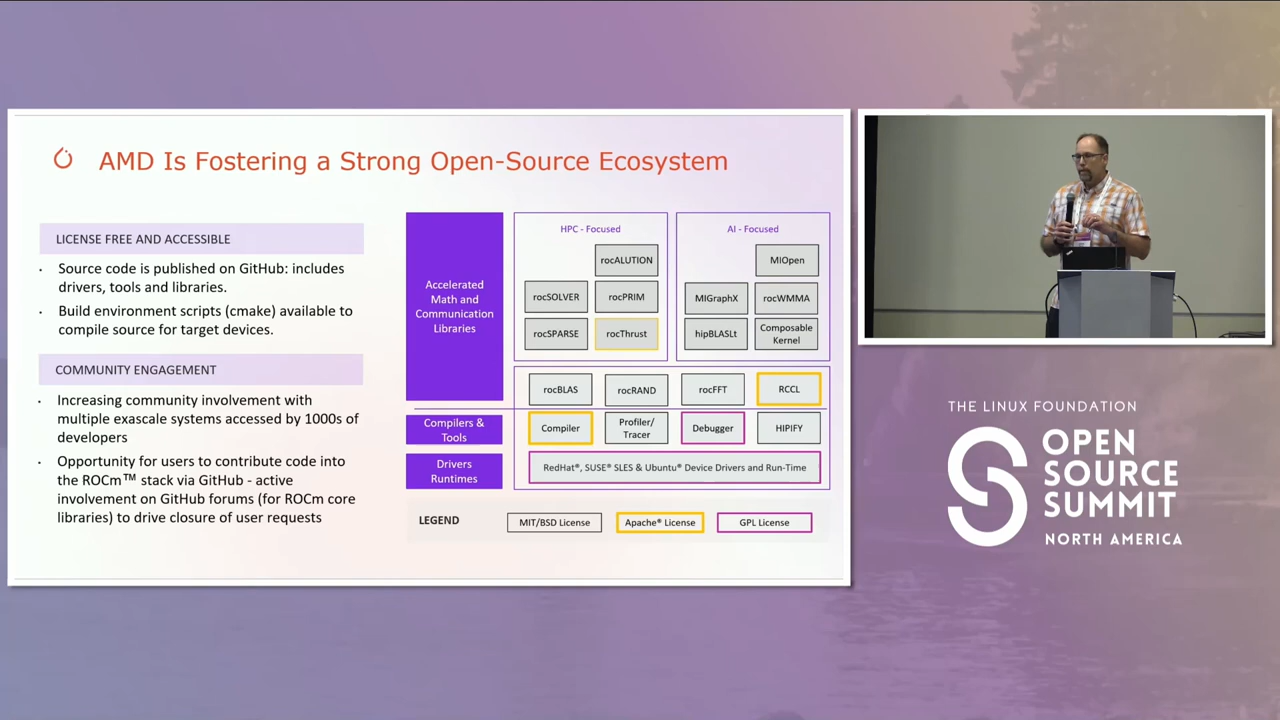 AMD Is Fostering a Strong Open-Source Ecosystem
LICENSE FREE AND ACCESSIBLE
· Source code is published on GitHub: includes
drivers, tools and libraries.
· Build environment scripts (cmake) available to
compile source for target devices.
COMMUNITY ENGAGEMENT
· Increasing community involvement with
multiple exascale systems accessed by 1000s of
developers
· Opportunity for users to contribute code into
the ROCm™ stack via GitHub - active
involvement on GitHub forums (for ROCm core
libraries) to drive closure of user requests
Accelerated
Math and
Communication
Libraries
HPC - Focused
rocALUTION
rocSOLVER
rocPRIM
rocSPARSE
rocThrust
AI - Focused
MIOpen
MIGraphX
rocWMMA
hipBLASLt
Composable
Kernel
rocBLAS
rocRAND
rocFFT
RCCL
Compilers &
Tools
Compiler
Profiler/
Tracer
Debugger
HIPIFY
Drivers
Runtimes
RedHat®, SUSE® SLES & Ubuntu® Device Drivers and Run-Time
LEGEND
MIT/BSD License
Apache® License
GPL License
THE LINUX FOUNDATION
OPEN
SOURCE
SUMMIT
NORTH AMERICA